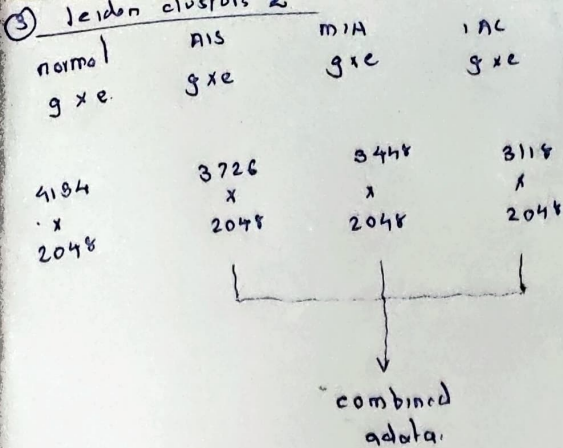 ③ leiden clusters
normal AIS MIA IAC
g x e. g x e g x e g x e
4194 3726 3448 3118
x x x x
2048 2048 2048 2048
combined
adata.